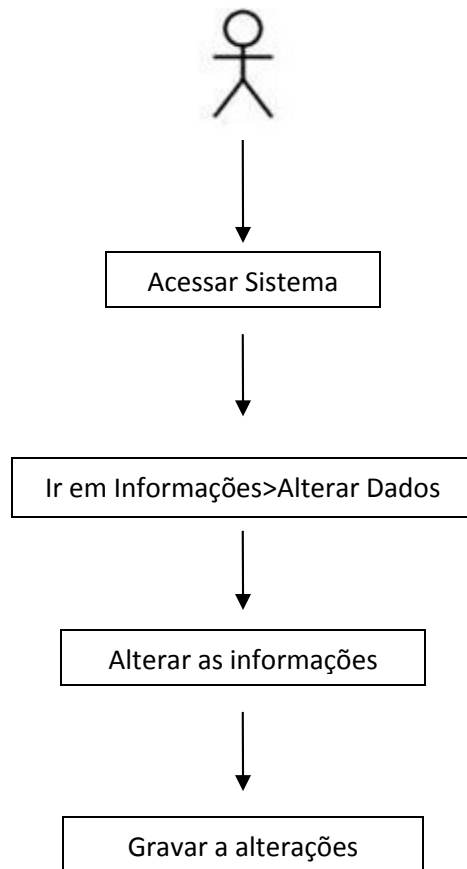 Acessar Sistema
Ir em Informações>Alterar Dados
Alterar as informações
Gravar a alterações